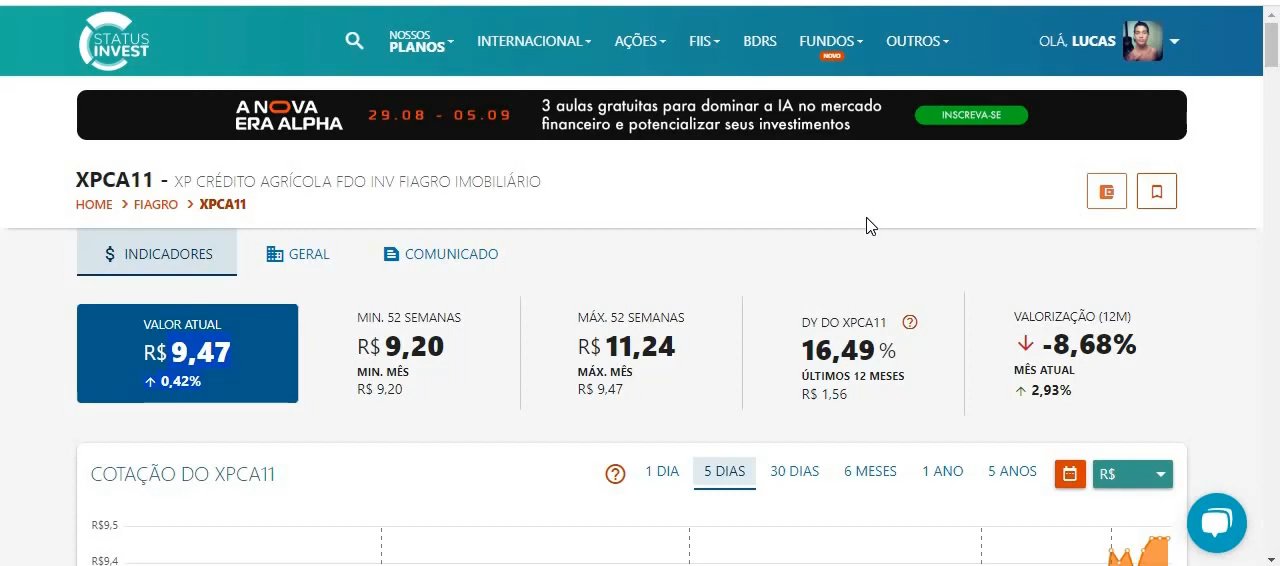 STATUS
INVEST
NOSSOS
PLANOS
INTERNACIONAL
AÇÕES
FIIS
BDRS
FUNDOS
NOVO
OUTROS
OLÁ, LUCAS
A NOVA
ERA ALPHA
29.08 - 05.09
3 aulas gratuitas para dominar a IA no mercado
financeiro e potencializar seus investimentos
INSCREVA-SE
XPCA11 - XP CRÉDITO AGRÍCOLA FDO INV FIAGRO IMOBILIÁRIO
HOME > FIAGRO > XPCA11
$ INDICADORES
GERAL
COMUNICADO
VALOR ATUAL
R$ 9,47
↑ 0,42%
MIN. 52 SEMANAS
R$ 9,20
MIN. MÊS
R$ 9,20
MÁX. 52 SEMANAS
R$ 11,24
MÁX. MÊS
R$ 9,47
DY DO XPCA11 ?
16,49 %
ÚLTIMOS 12 MESES
R$ 1,56
VALORIZAÇÃO (12M)
↓ -8,68%
MÊS ATUAL
↑ 2,93%
COTAÇÃO DO XPCA11
? 1 DIA 5 DIAS 30 DIAS 6 MESES 1 ANO 5 ANOS R$
R$9,5
R$9,4